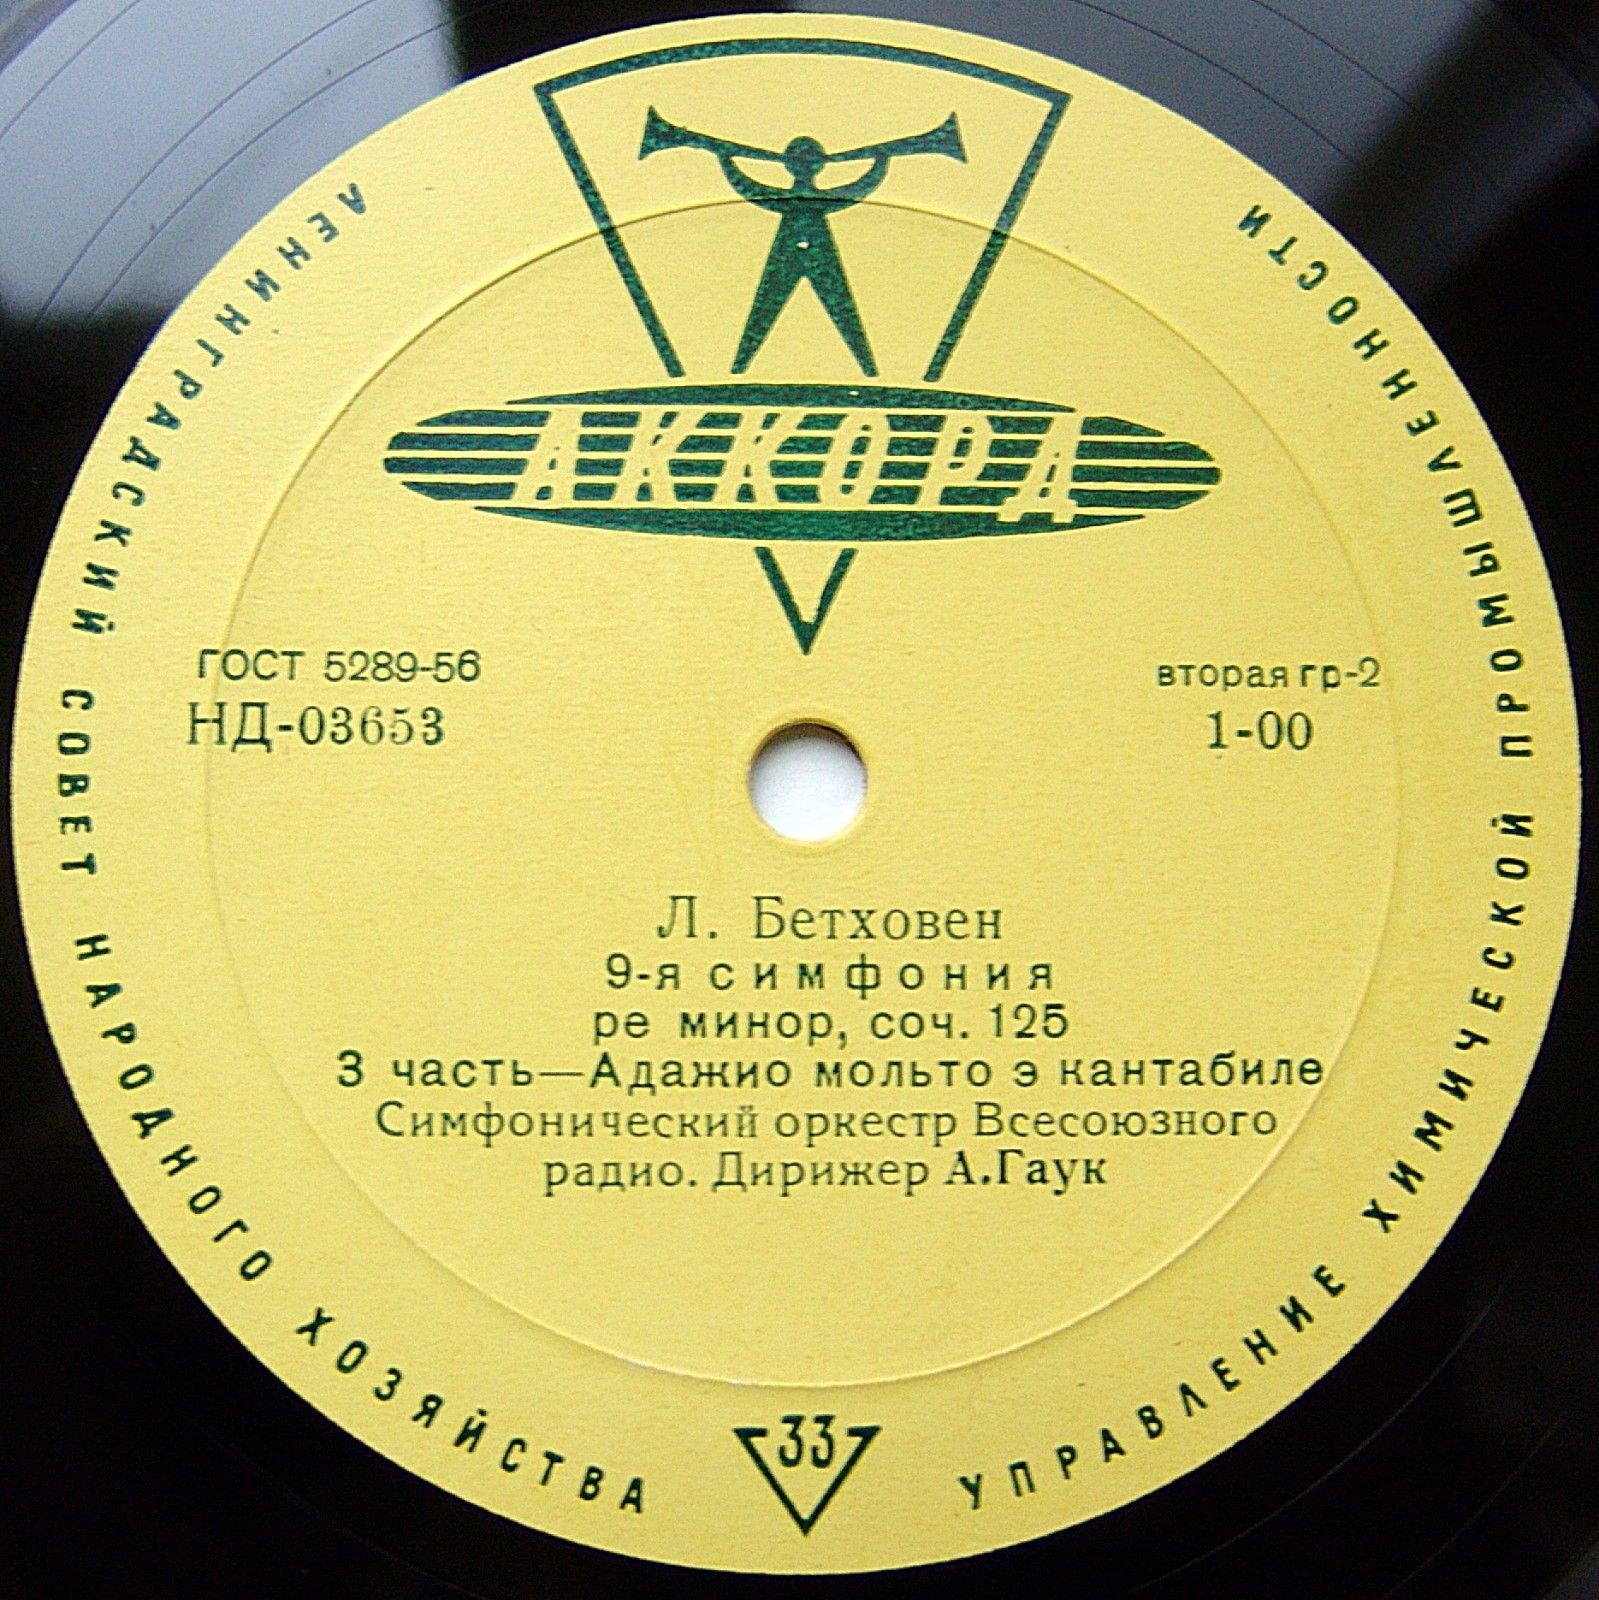 АККОРД
ЛЕНИНГРАДСКИЙ СОВЕТ НАРОДНОГО ХОЗЯЙСТВА
УПРАВЛЕНИЕ ХИМИЧЕСКОЙ ПРОМЫШЛЕННОСТИ
ГОСТ 5289-56
НД-03653
вторая гр-2
1-00
Л. Бетховен
9-я симфония
ре минор, соч. 125
3 часть—Адажио мольто э кантабиле
Симфонический оркестр Всесоюзного
радио. Дирижер А.Гаук
33